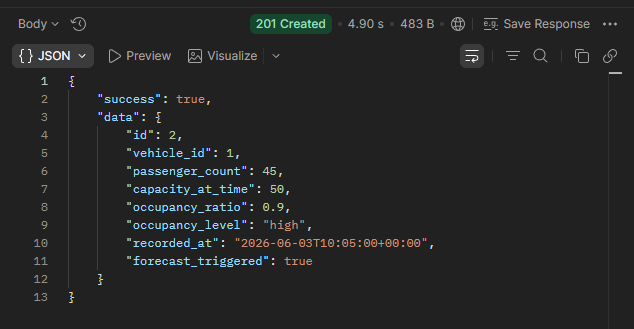 Body 201 Created • 4.90 s • 483 B • e.g. Save Response •••
{} JSON Preview Visualize
1 {
2     "success": true,
3     "data": {
4         "id": 2,
5         "vehicle_id": 1,
6         "passenger_count": 45,
7         "capacity_at_time": 50,
8         "occupancy_ratio": 0.9,
9         "occupancy_level": "high",
10         "recorded_at": "2026-06-03T10:05:00+00:00",
11         "forecast_triggered": true
12     }
13 }